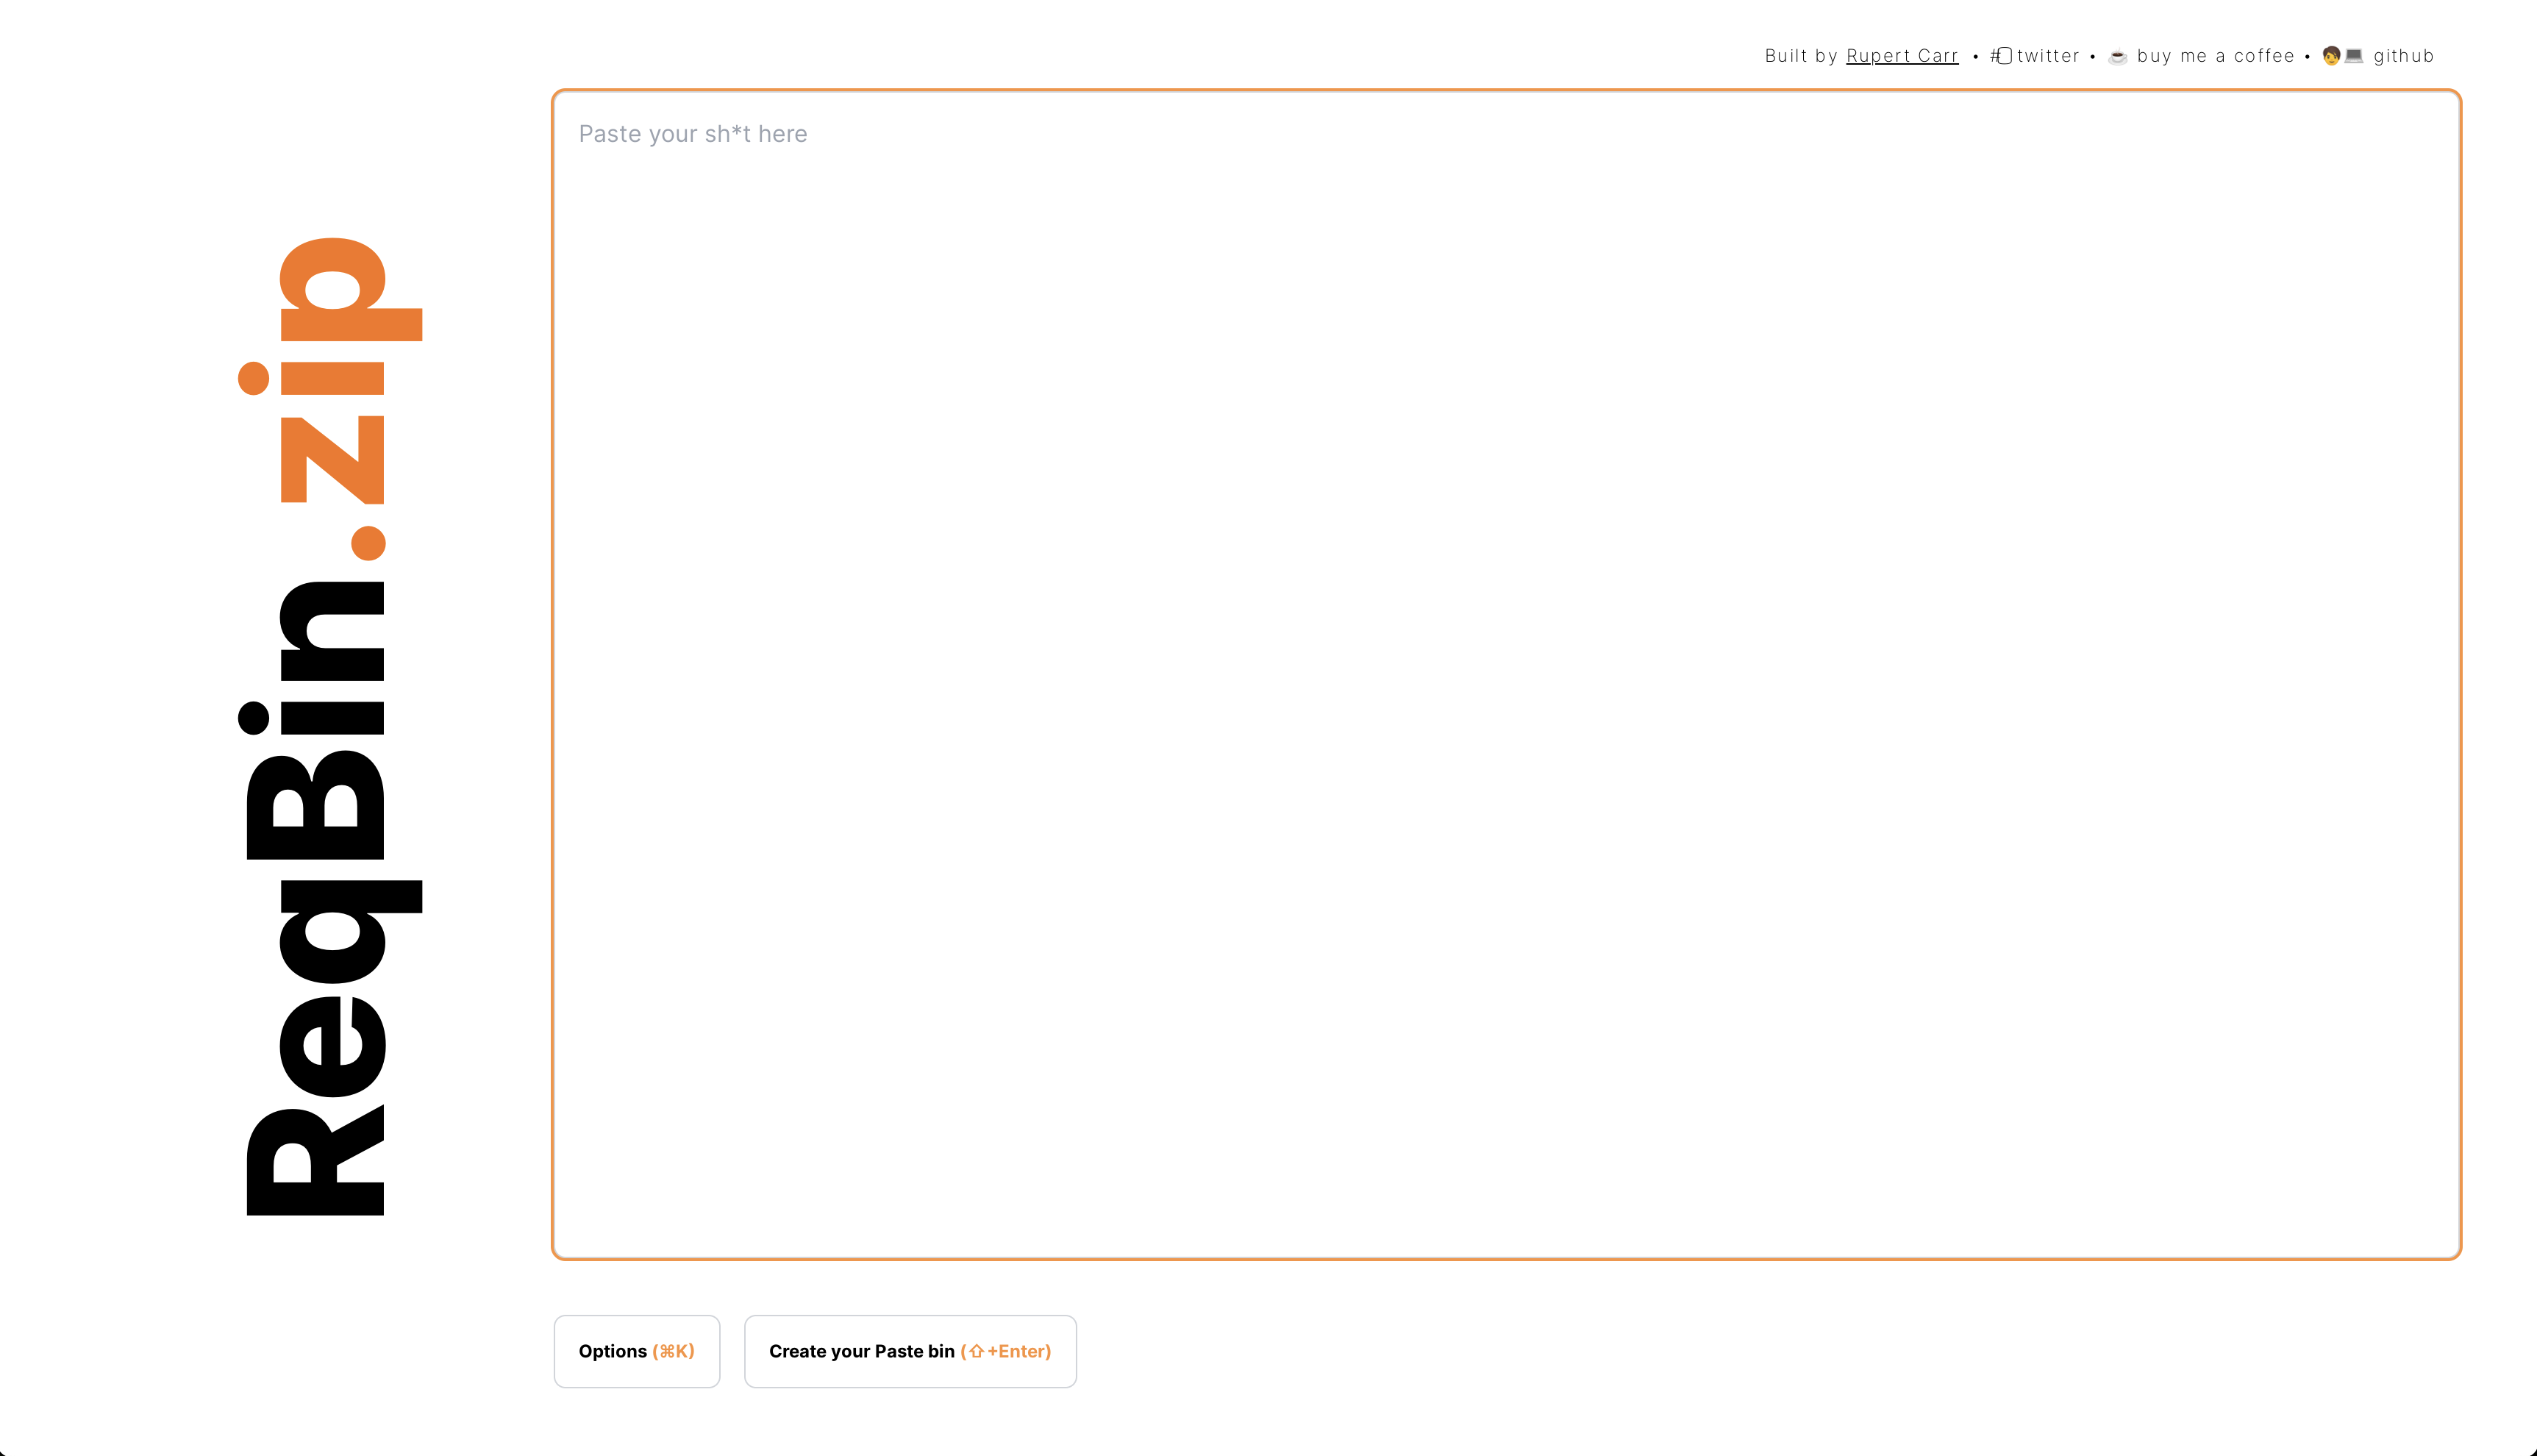 Built by Rupert Carr • #⃣ twitter • ☕ buy me a coffee • 🧑‍💻 github
ReqBin.zip
Paste your sh*t here
Options (⌘K)
Create your Paste bin (⇧+Enter)